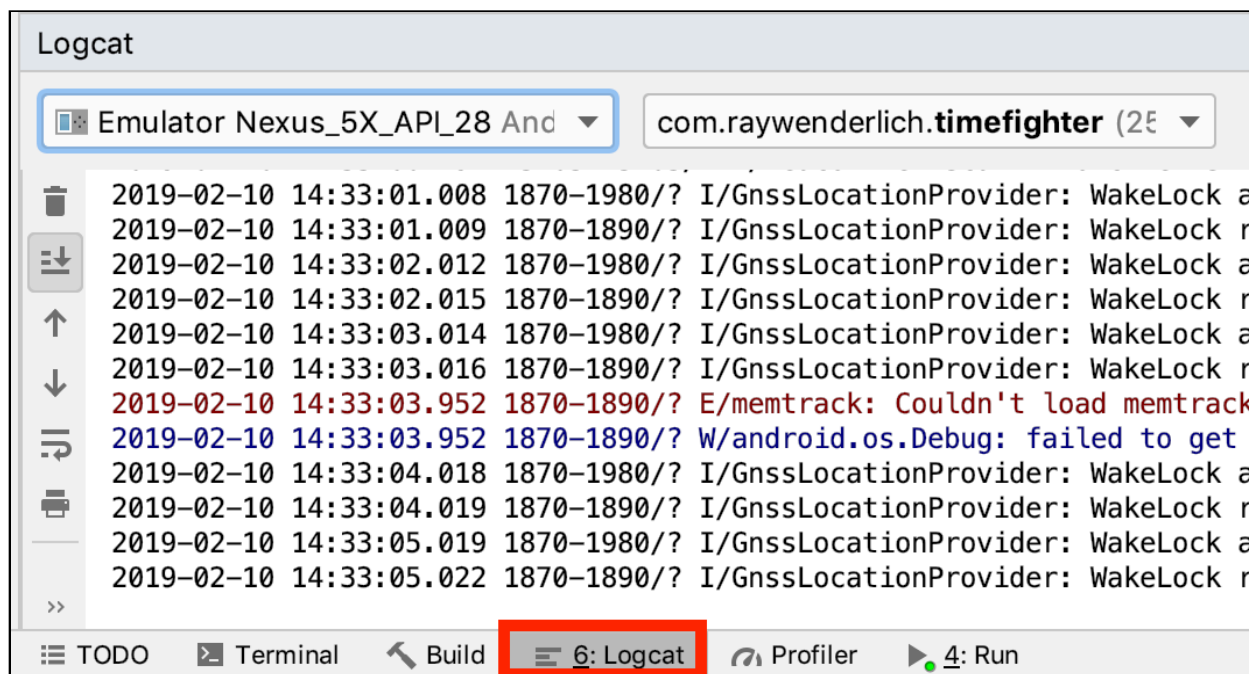 Logcat
Emulator Nexus_5X_API_28 And com.raywenderlich.timefighter (25
2019-02-10 14:33:01.008 1870-1980/? I/GnssLocationProvider: WakeLock a
2019-02-10 14:33:01.009 1870-1890/? I/GnssLocationProvider: WakeLock r
2019-02-10 14:33:02.012 1870-1980/? I/GnssLocationProvider: WakeLock a
2019-02-10 14:33:02.015 1870-1890/? I/GnssLocationProvider: WakeLock r
2019-02-10 14:33:03.014 1870-1980/? I/GnssLocationProvider: WakeLock a
2019-02-10 14:33:03.016 1870-1890/? I/GnssLocationProvider: WakeLock r
2019-02-10 14:33:03.952 1870-1890/? E/memtrack: Couldn't load memtrack
2019-02-10 14:33:03.952 1870-1890/? W/android.os.Debug: failed to get
2019-02-10 14:33:04.018 1870-1980/? I/GnssLocationProvider: WakeLock a
2019-02-10 14:33:04.019 1870-1890/? I/GnssLocationProvider: WakeLock r
2019-02-10 14:33:05.019 1870-1980/? I/GnssLocationProvider: WakeLock a
2019-02-10 14:33:05.022 1870-1890/? I/GnssLocationProvider: WakeLock r
TODO Terminal Build 6: Logcat Profiler 4: Run